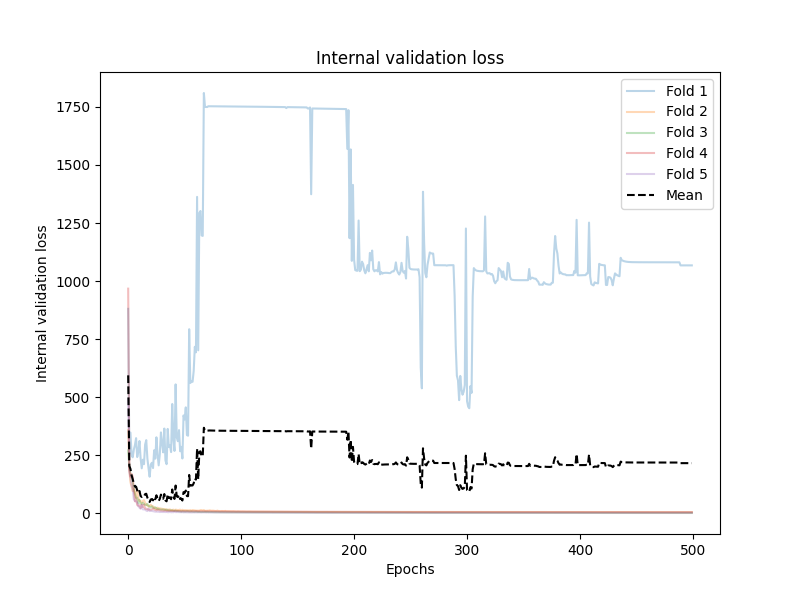 Internal validation loss
Internal validation loss
1750
1500
1250
1000
750
500
250
0
0 100 200 300 400 500
Epochs
Fold 1
Fold 2
Fold 3
Fold 4
Fold 5
Mean